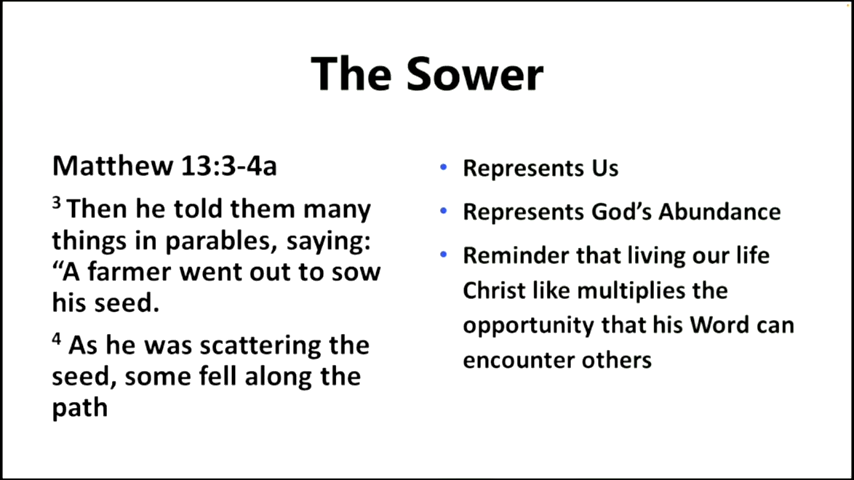 The Sower
Matthew 13:3-4a
3 Then he told them many
things in parables, saying:
“A farmer went out to sow
his seed.
4 As he was scattering the
seed, some fell along the
path
• Represents Us
• Represents God’s Abundance
• Reminder that living our life
Christ like multiplies the
opportunity that his Word can
encounter others